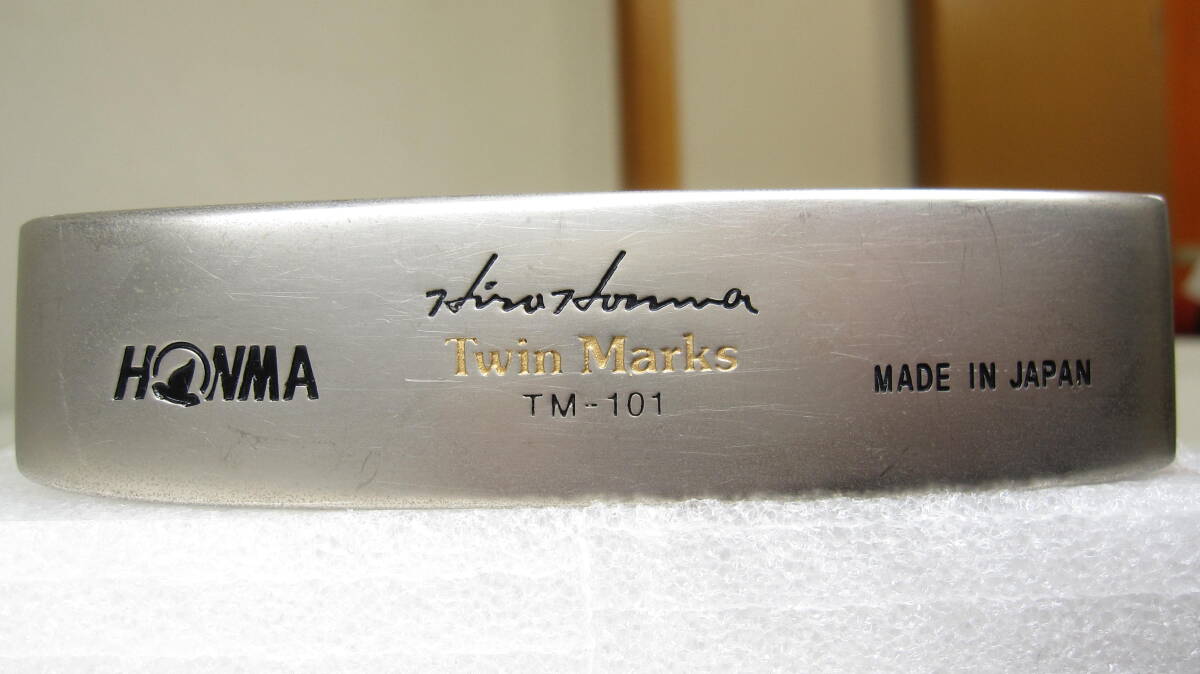 Hiro Honma
Twin Marks
TM-101
HONMA
MADE IN JAPAN